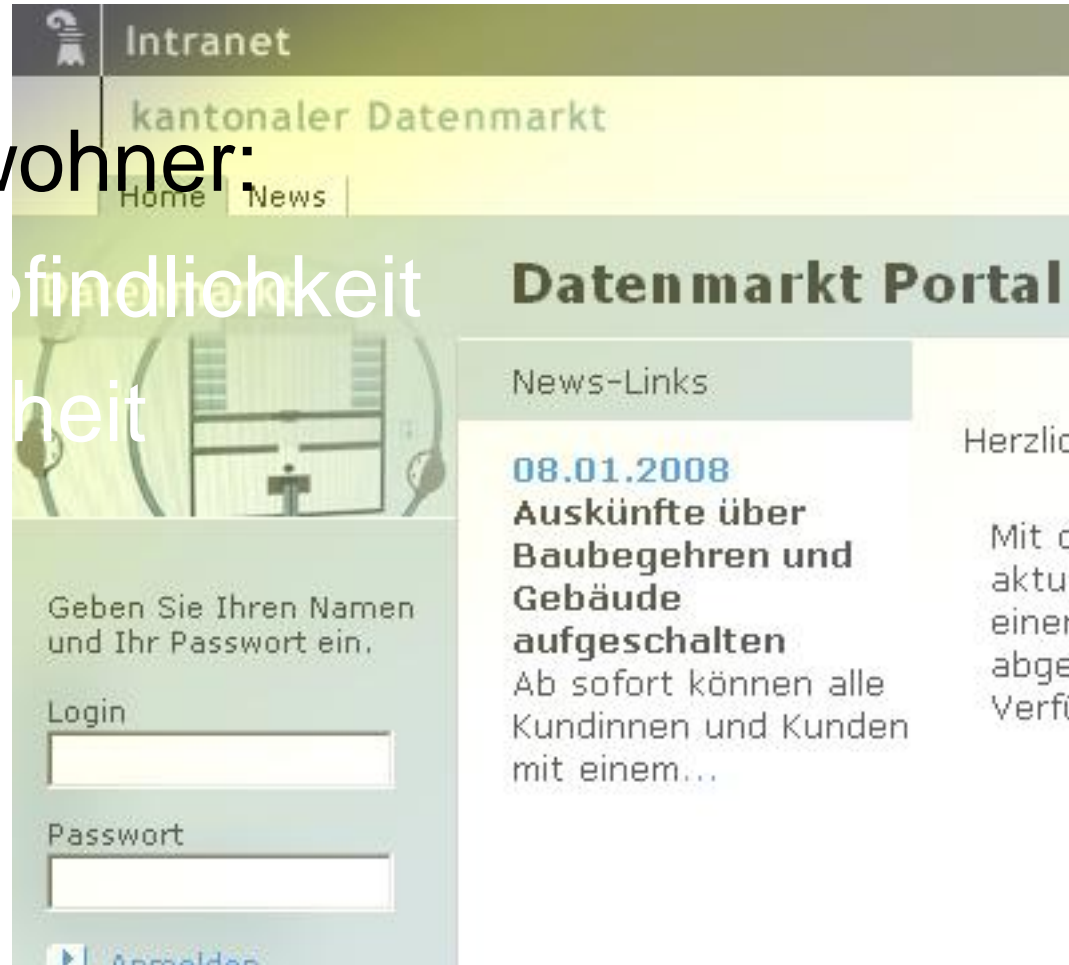 Intranet
kantonaler Datenmarkt
wohner:
Home News
pfindlichkeit
Datenmarkt
Datenmarkt Portal
heit
News-Links
08.01.2008
Auskünfte über
Baubegehren und
Gebäude
aufgeschalten
Ab sofort können alle
Kundinnen und Kunden
mit einem...
Herzlic
Mit d
aktu
einer
abge
Verfü
Geben Sie Ihren Namen
und Ihr Passwort ein.
Login
Passwort
Anmelden